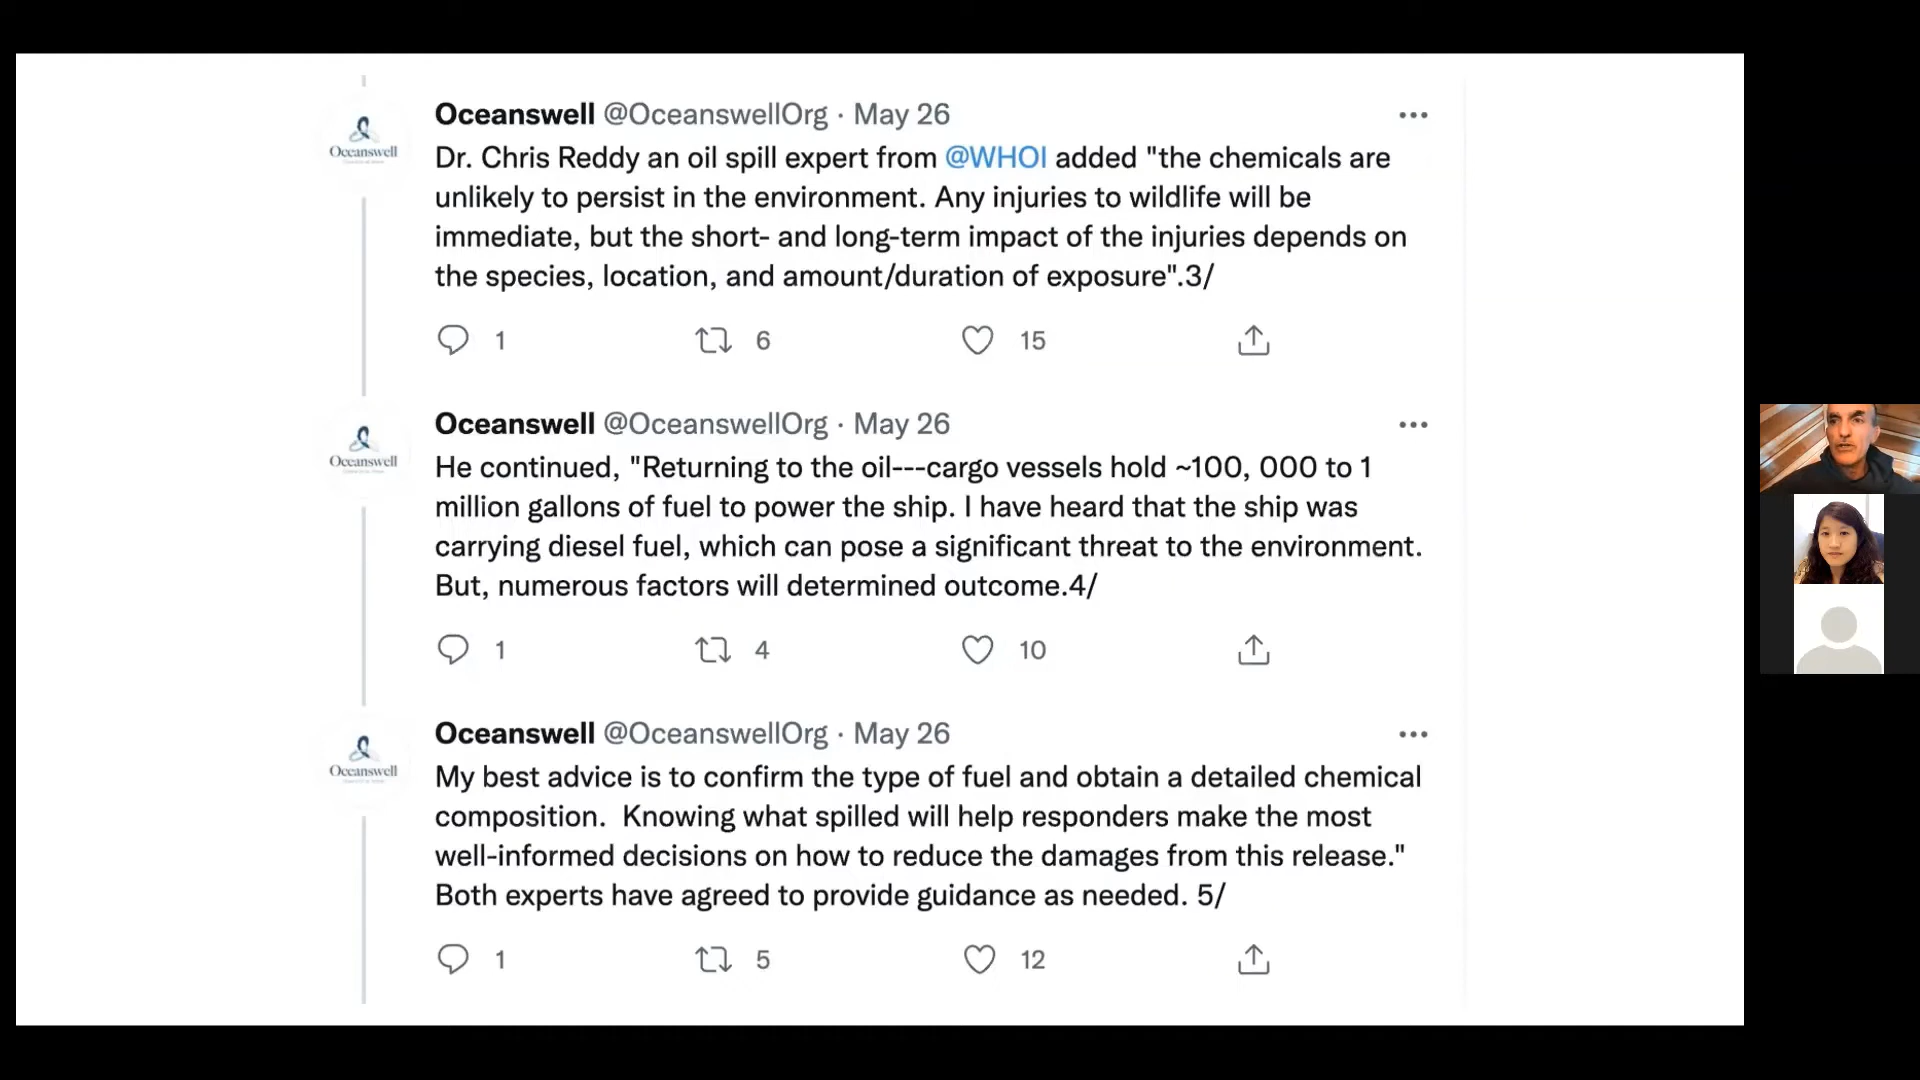 Oceanswell @OceanswellOrg · May 26
Oceanswell
Dr. Chris Reddy an oil spill expert from @WHOI added "the chemicals are
unlikely to persist in the environment. Any injuries to wildlife will be
immediate, but the short- and long-term impact of the injuries depends on
the species, location, and amount/duration of exposure".3/
1 6 15
Oceanswell @OceanswellOrg · May 26
Oceanswell
He continued, "Returning to the oil---cargo vessels hold ~100, 000 to 1
million gallons of fuel to power the ship. I have heard that the ship was
carrying diesel fuel, which can pose a significant threat to the environment.
But, numerous factors will determined outcome.4/
1 4 10
Oceanswell @OceanswellOrg · May 26
Oceanswell
My best advice is to confirm the type of fuel and obtain a detailed chemical
composition.  Knowing what spilled will help responders make the most
well-informed decisions on how to reduce the damages from this release."
Both experts have agreed to provide guidance as needed. 5/
1 5 12